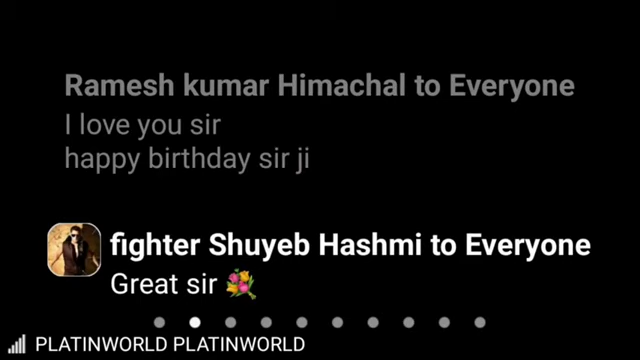 Ramesh kumar Himachal to Everyone
I love you sir
happy birthday sir ji
fighter Shuyeb Hashmi to Everyone
Great sir 💐
PLATINWORLD PLATINWORLD